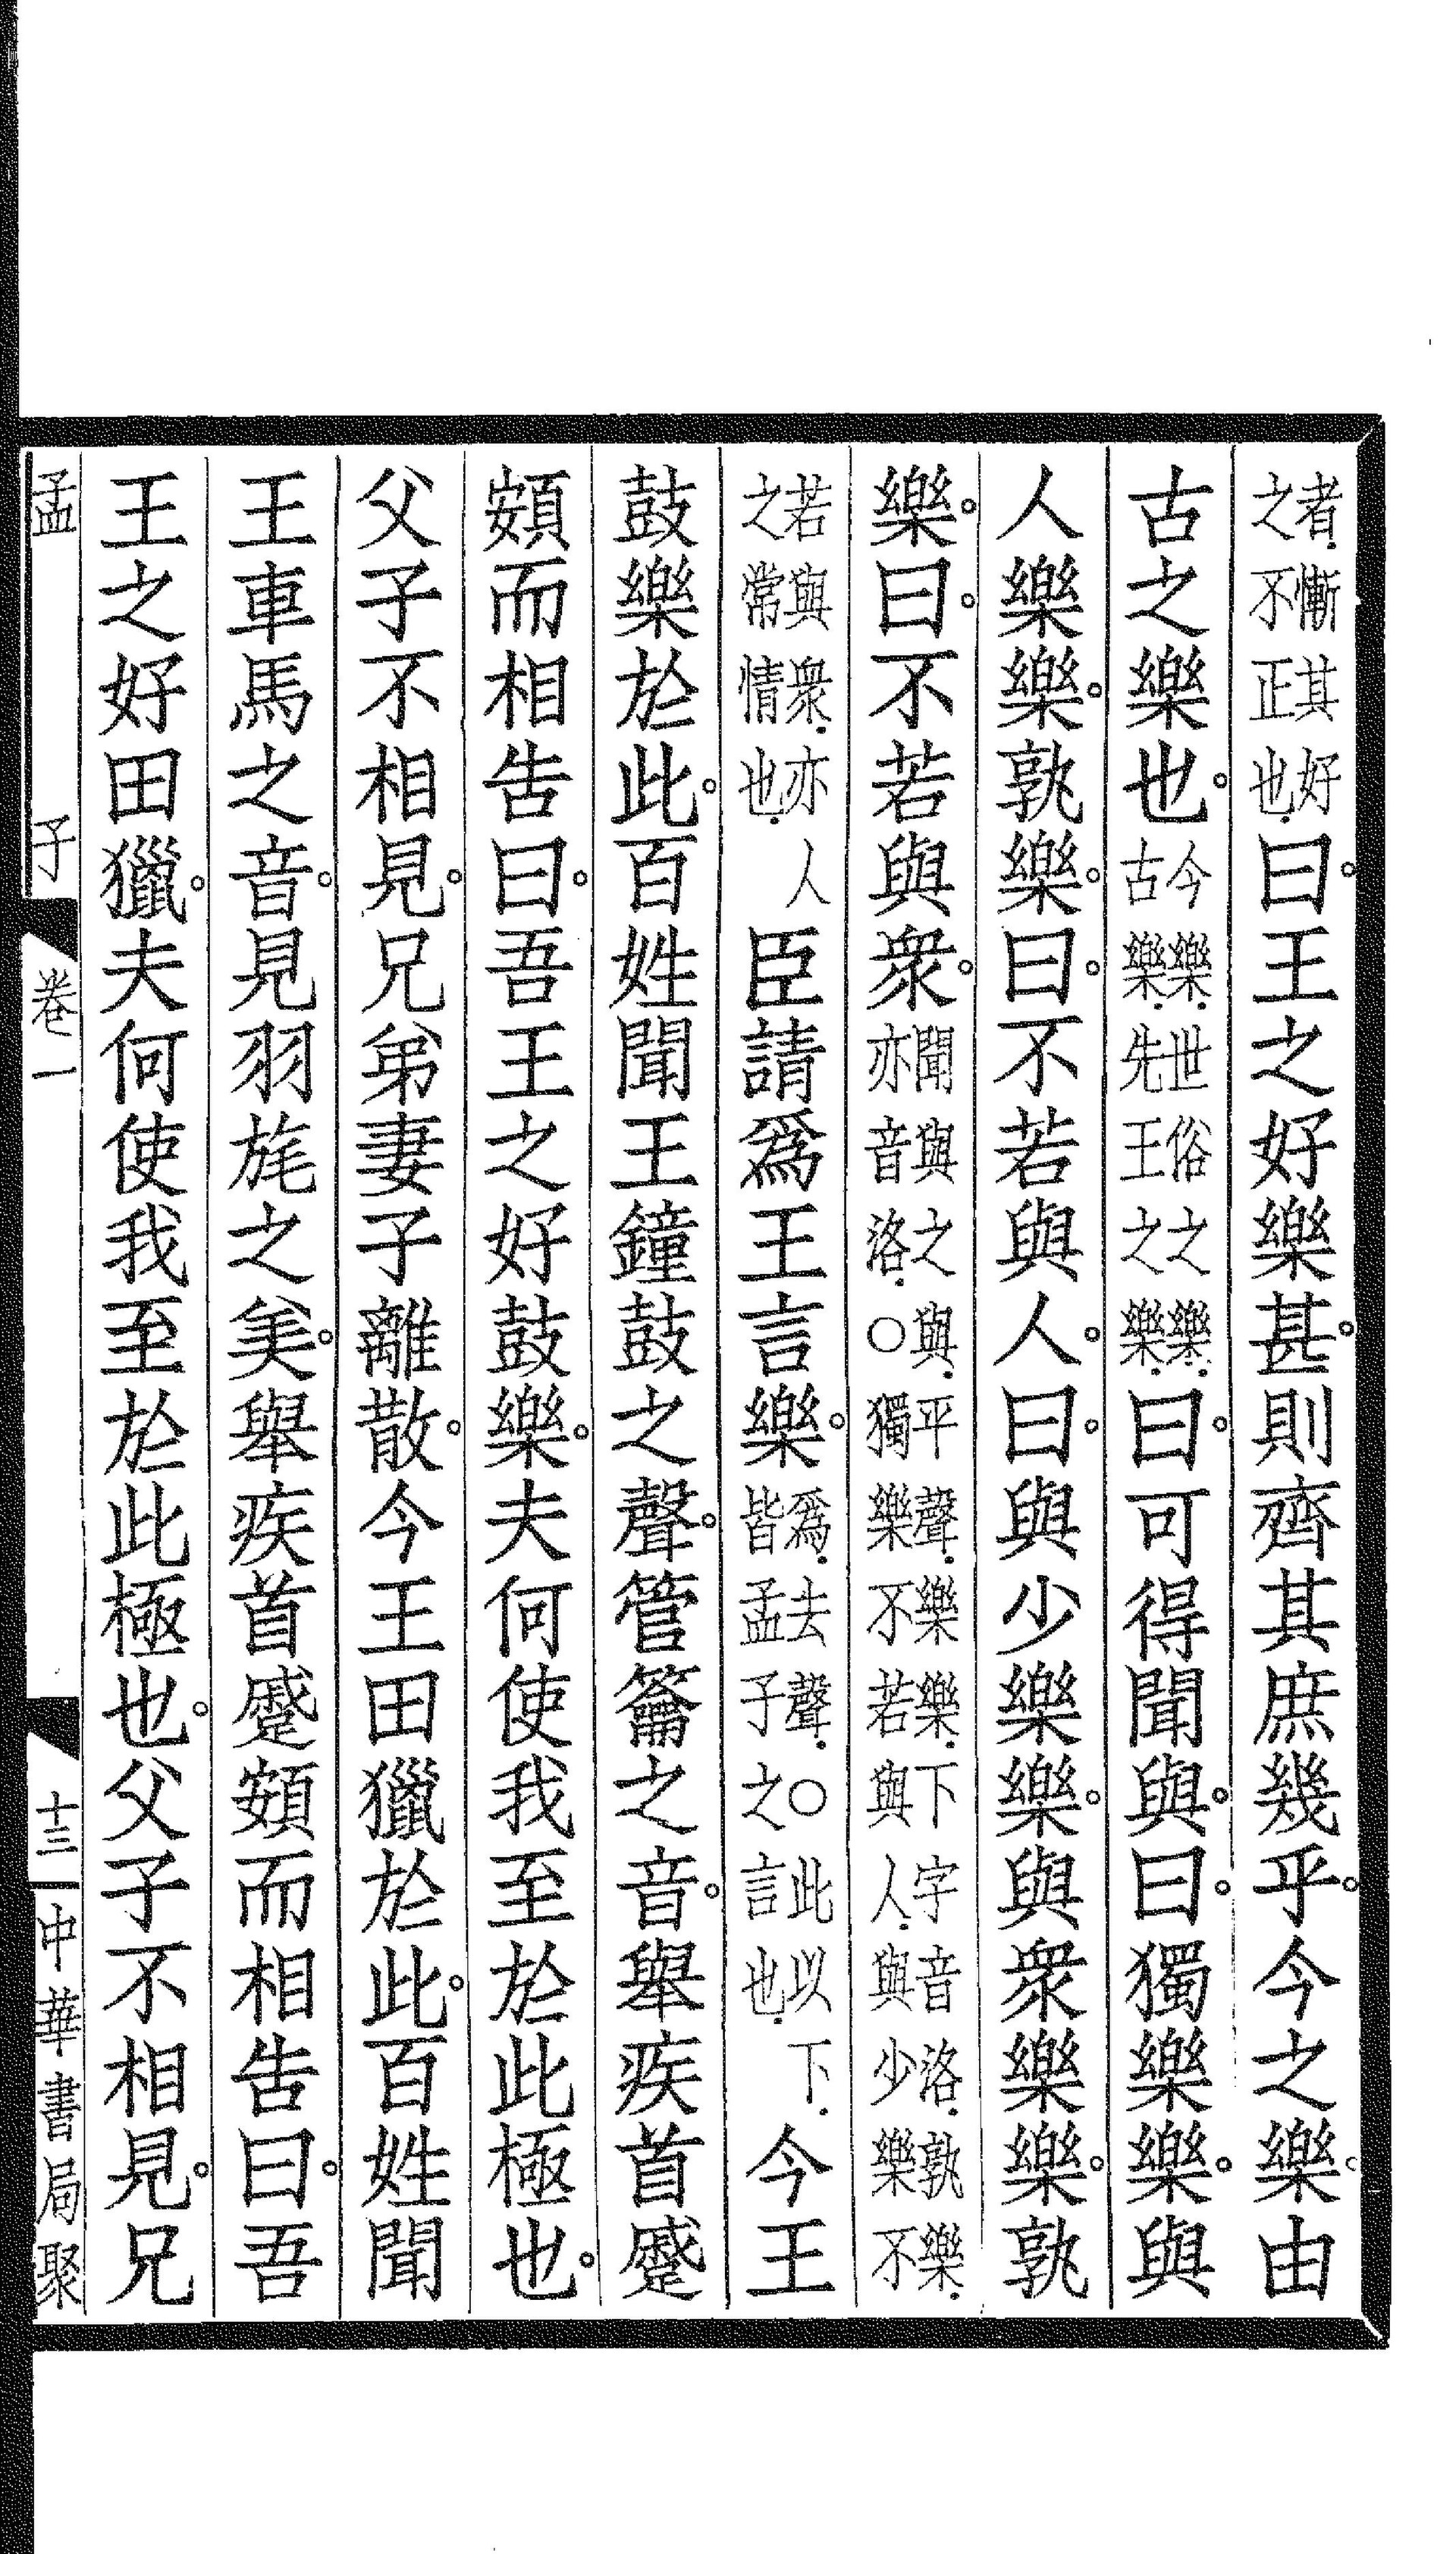 者．慚其好之不正也．曰。王之好樂甚。則齊其庶幾乎。今之樂。由
古之樂也。今樂樂．世俗之樂．古樂．先王之樂．曰。可得聞與。曰。獨樂樂。與
人樂樂。孰樂。曰。不若與人。曰。與少樂樂。與衆樂樂。孰
樂。曰。不若與衆。聞與之與．平聲．樂樂．下字音洛．孰樂．亦音洛．○獨樂不若與人．與少樂不
若與衆．亦人之常情也．臣請爲王言樂。爲．去聲．○此以下．皆孟子之言也．今王
鼓樂於此。百姓聞王鐘鼓之聲。管籥之音。舉疾首蹙
頞而相告曰。吾王之好鼓樂。夫何使我至於此極也。
父子不相見。兄弟妻子離散。今王田獵於此。百姓聞
王車馬之音。見羽旄之美。舉疾首蹙頞而相告曰。吾
王之好田獵。夫何使我至於此極也。父子不相見。兄
孟子 卷一 十三 中華書局聚